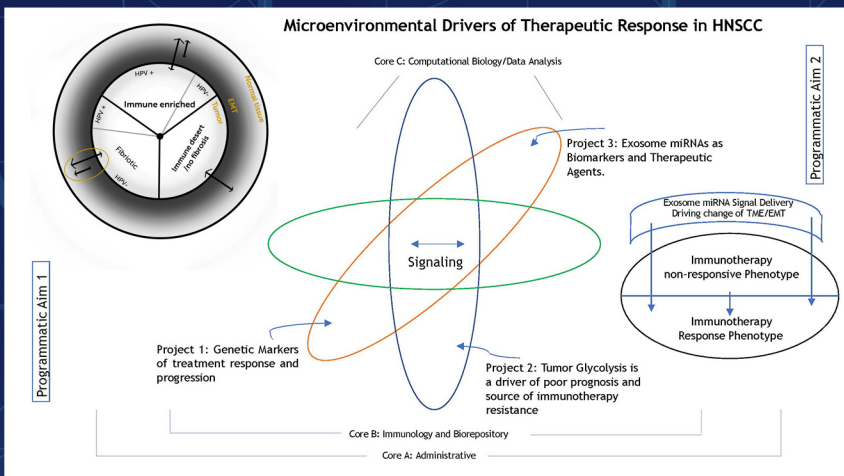 Microenvironmental Drivers of Therapeutic Response in HNSCC
Core C: Computational Biology/Data Analysis
Programmatic Aim 2
HPV +
HPV-
Normal tissue
EMT
Tumor
Immune enriched
HPV +
Fibriotic
HPV-
Immune desert
/no fibrosis
Project 3: Exosome miRNAs as
Biomarkers and Therapeutic
Agents.
Exosome miRNA Signal Delivery
Driving change of TME/EMT
Signaling
Immunotherapy
non-responsive Phenotype
Immunotherapy
Response Phenotype
Programmatic Aim 1
Project 1: Genetic Markers
of treatment response and
progression
Project 2: Tumor Glycolysis is
a driver of poor prognosis and
source of immunotherapy
resistance
Core B: Immunology and Biorepository
Core A: Administrative